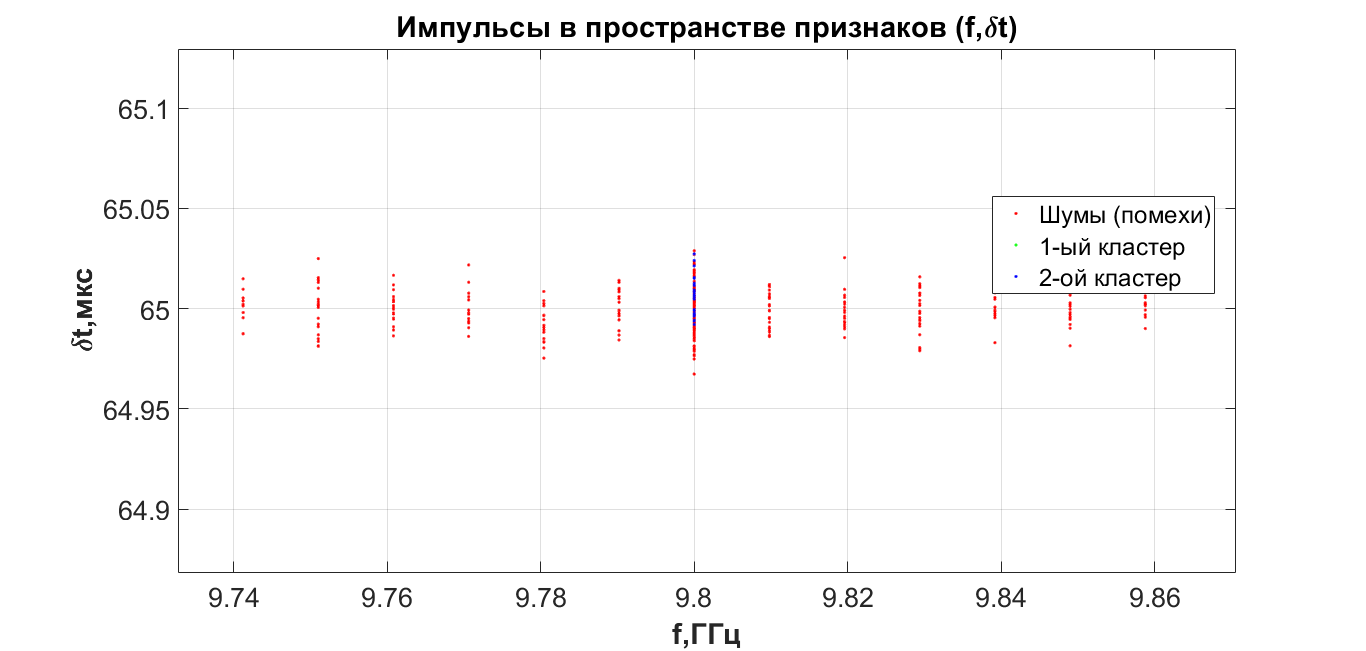 Импульсы в пространстве признаков (f,δt)
65.1
65.05
65
64.95
64.9
δt,мкс
Шумы (помехи)
1-ый кластер
2-ой кластер
9.74 9.76 9.78 9.8 9.82 9.84 9.86
f,ГГц